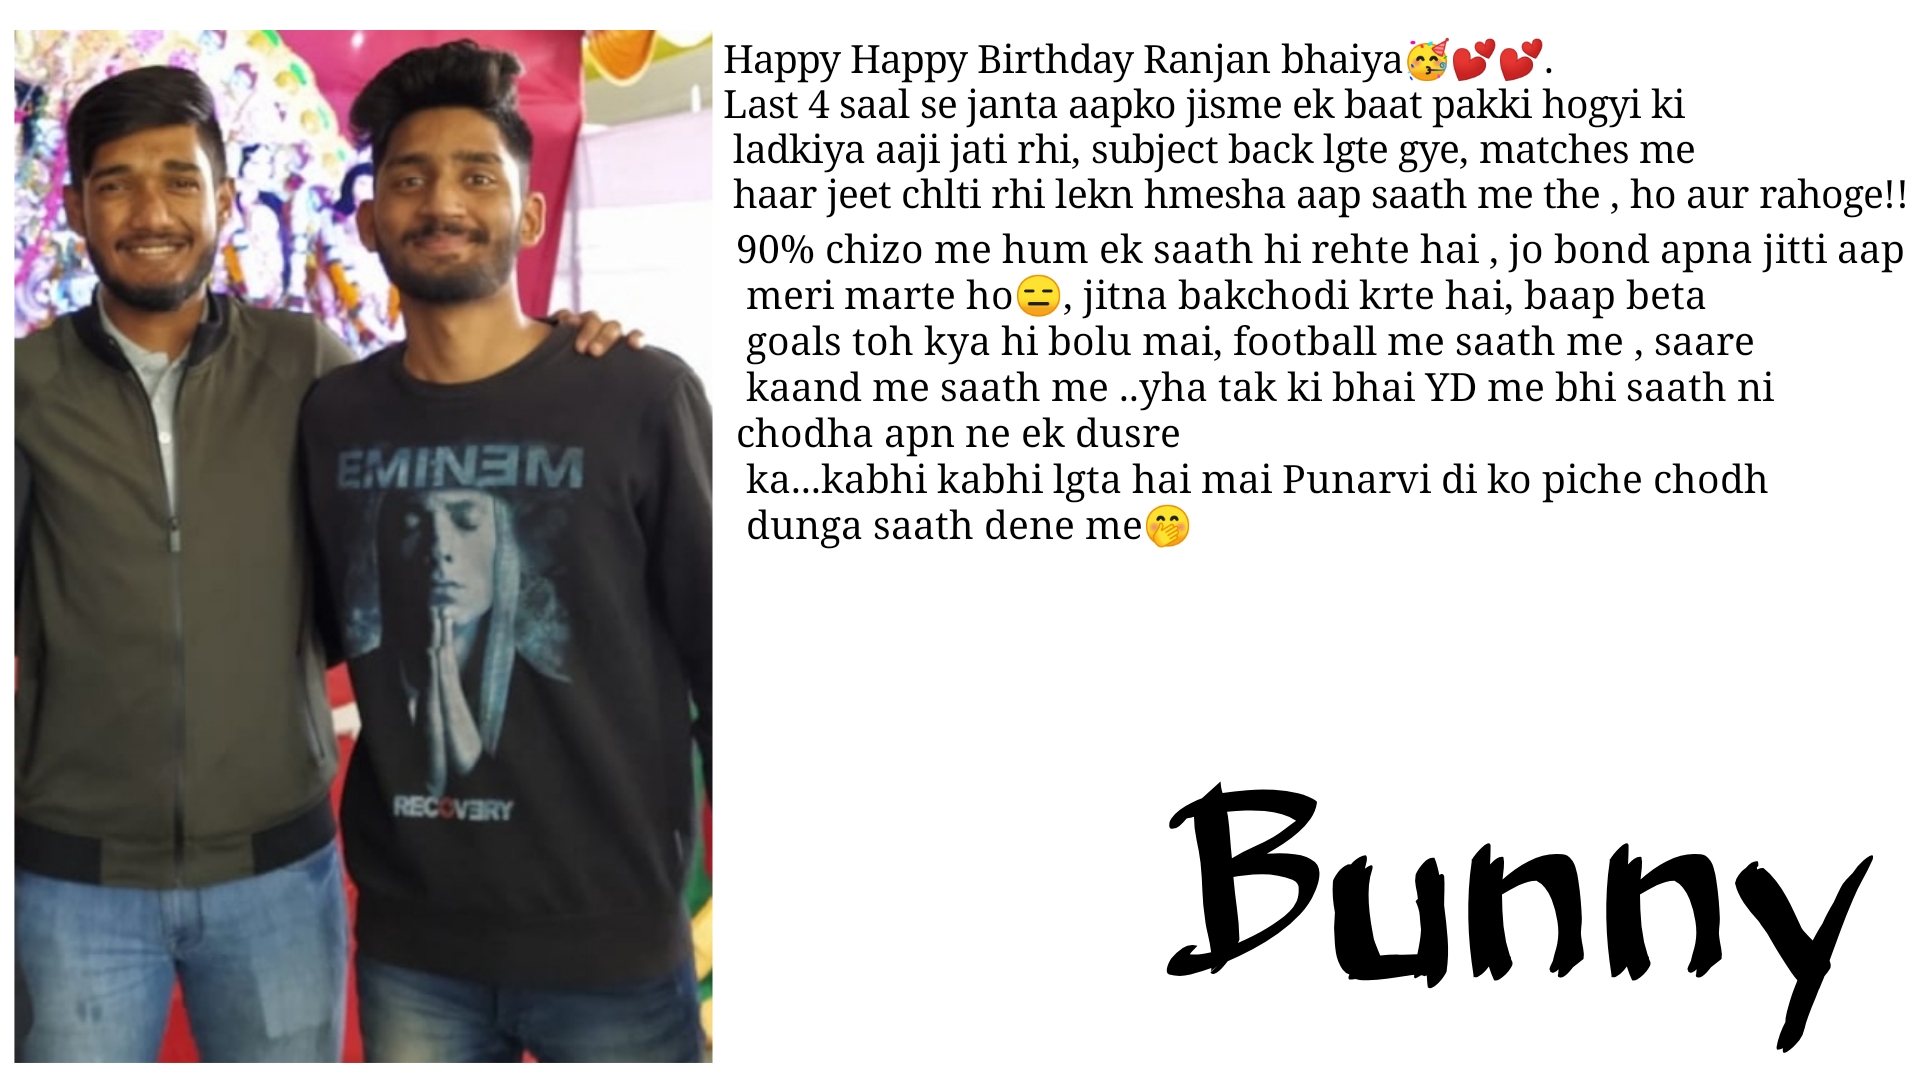 Happy Happy Birthday Ranjan bhaiya🥳💕💕.
Last 4 saal se janta aapko jisme ek baat pakki hogyi ki
ladkiya aaji jati rhi, subject back lgte gye, matches me
haar jeet chlti rhi lekn hmesha aap saath me the , ho aur rahoge!!
90% chizo me hum ek saath hi rehte hai , jo bond apna jitti aap
meri marte ho😑, jitna bakchodi krte hai, baap beta
goals toh kya hi bolu mai, football me saath me , saare
kaand me saath me ..yha tak ki bhai YD me bhi saath ni
chodha apn ne ek dusre
ka...kabhi kabhi lgta hai mai Punarvi di ko piche chodh
dunga saath dene me🤭
EMINEM
RECOVERY
Bunny